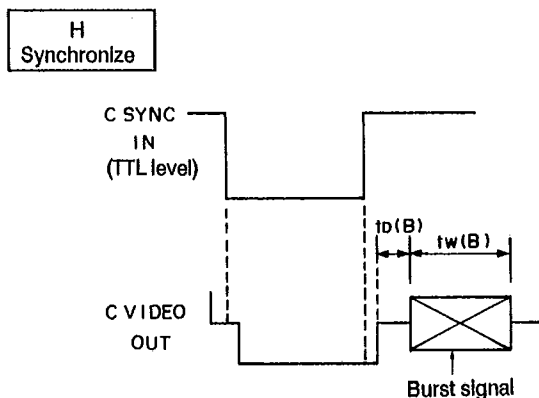 H
Synchronize
C SYNC
IN
(TTL level)
tD(B)
tW(B)
C VIDEO
OUT
Burst signal